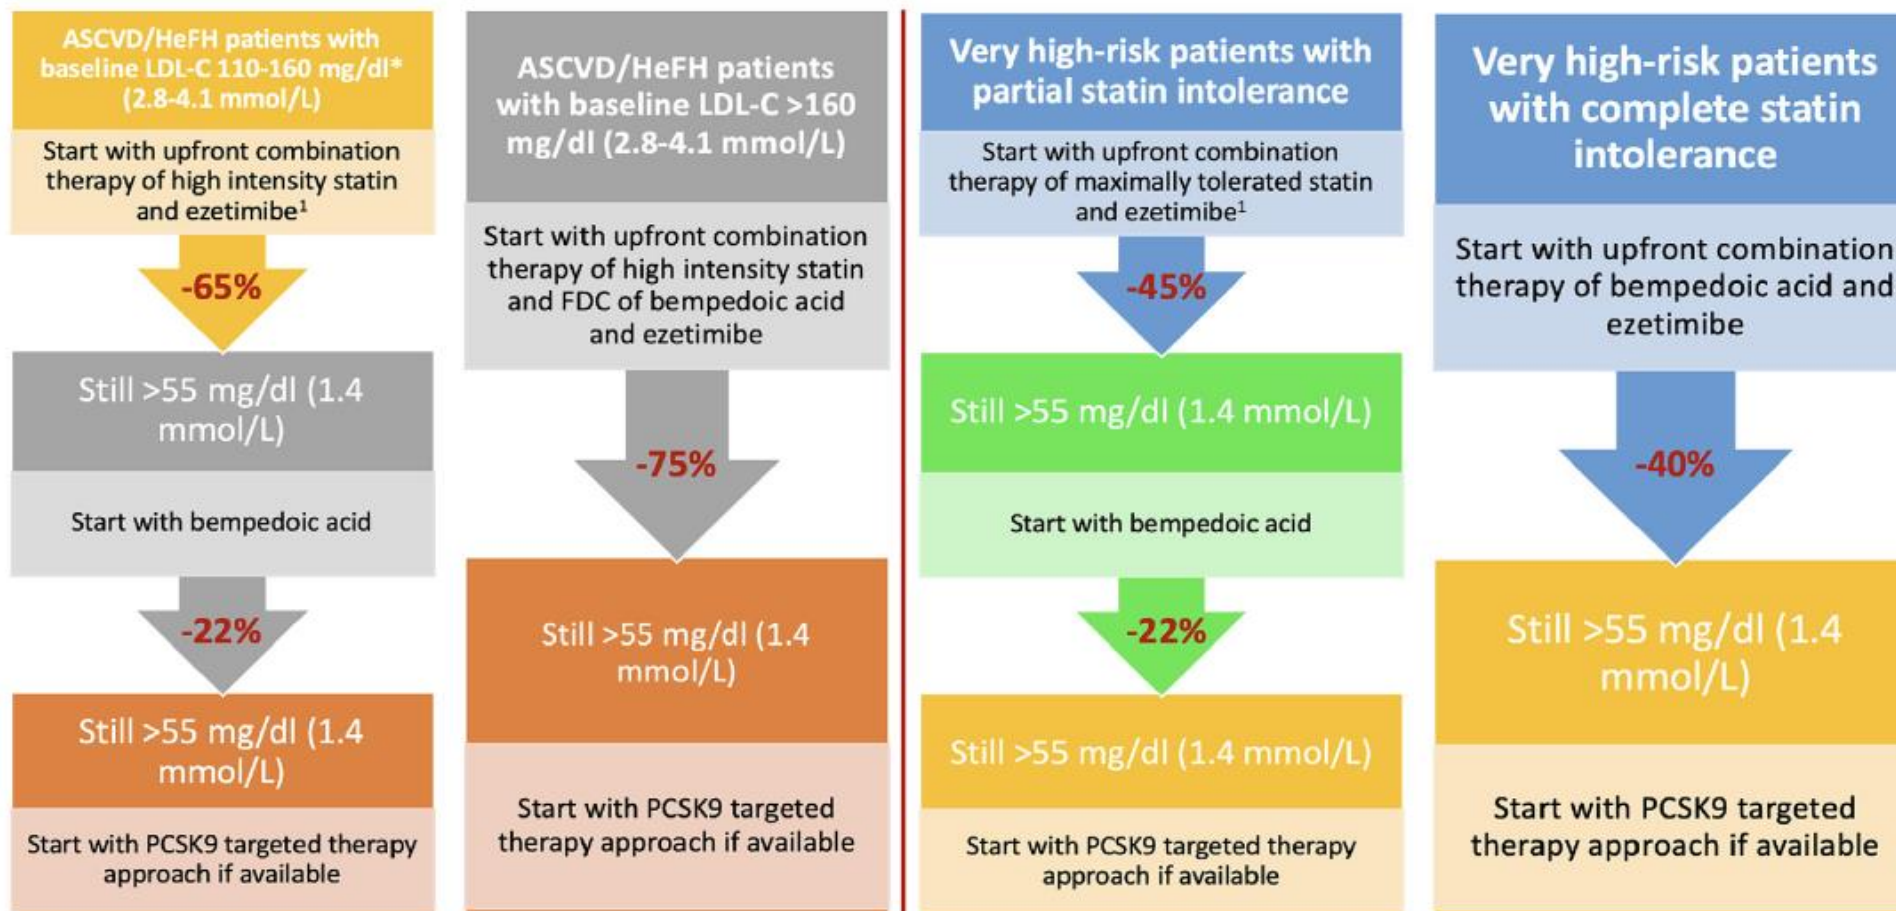 ASCVD/HeFH patients with
baseline LDL-C 110-160 mg/dl*
(2.8-4.1 mmol/L)
Start with upfront combination
therapy of high intensity statin
and ezetimibe¹
-65%
Still >55 mg/dl (1.4
mmol/L)
Start with bempedoic acid
-22%
Still >55 mg/dl (1.4
mmol/L)
Start with PCSK9 targeted therapy
approach if available
ASCVD/HeFH patients
with baseline LDL-C >160
mg/dl (2.8-4.1 mmol/L)
Start with upfront combination
therapy of high intensity statin
and FDC of bempedoic acid
and ezetimibe
-75%
Still >55 mg/dl (1.4
mmol/L)
Start with PCSK9 targeted
therapy approach if available
Very high-risk patients with
partial statin intolerance
Start with upfront combination
therapy of maximally tolerated statin
and ezetimibe¹
-45%
Still >55 mg/dl (1.4 mmol/L)
Start with bempedoic acid
-22%
Still >55 mg/dl (1.4 mmol/L)
Start with PCSK9 targeted therapy
approach if available
Very high-risk patients
with complete statin
intolerance
Start with upfront combination
therapy of bempedoic acid and
ezetimibe
-40%
Still >55 mg/dl (1.4
mmol/L)
Start with PCSK9 targeted
therapy approach if available